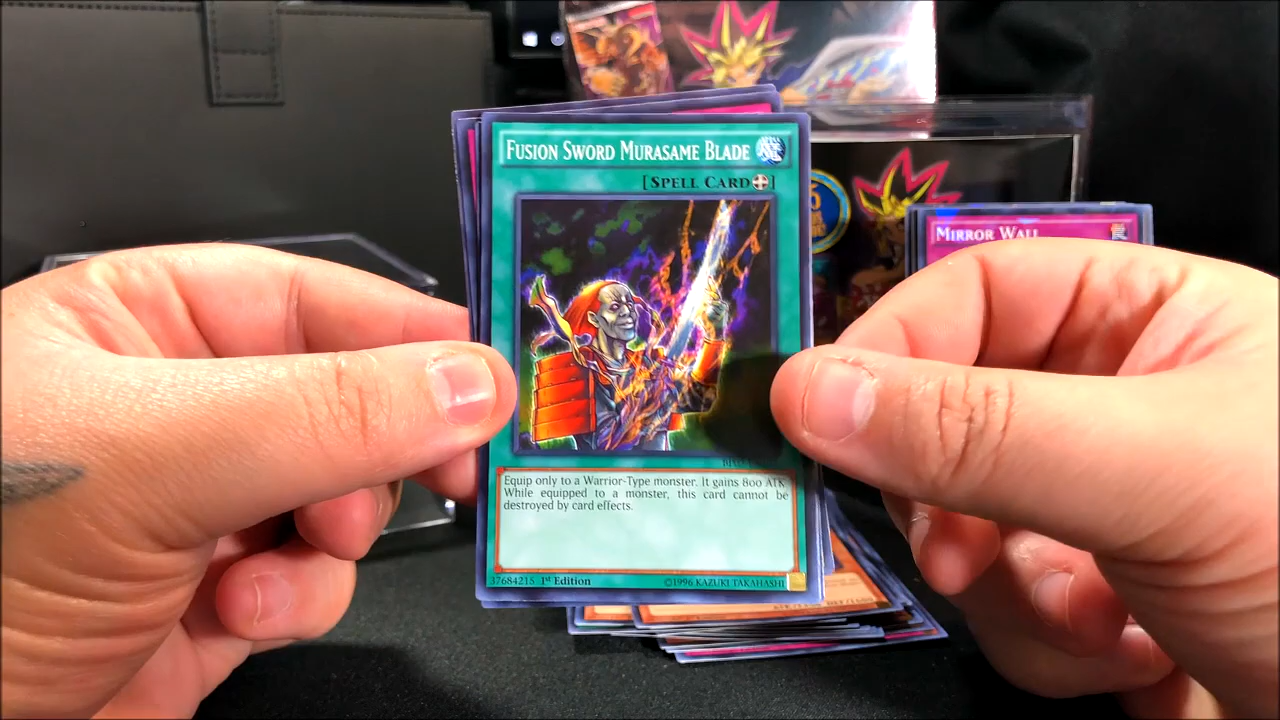 FUSION SWORD MURASAME BLADE
[SPELL CARD]
MIRROR WALL
Equip only to a Warrior-Type monster. It gains 800 ATK
While equipped to a monster, this card cannot be
destroyed by card effects.
37684215 1st Edition
©1996 KAZUKI TAKAHASHI